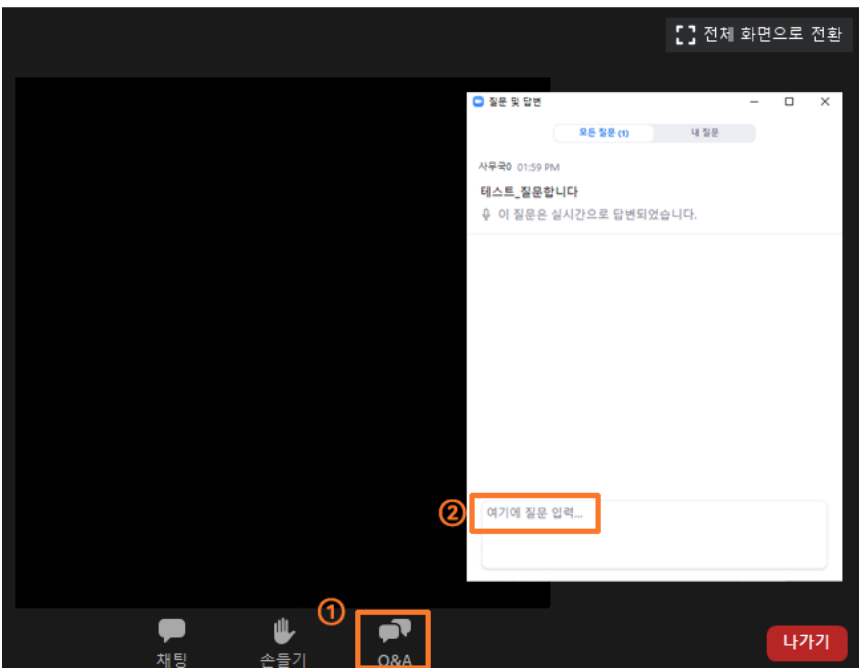 전체 화면으로 전환
질문 및 답변
모든 질문 (1) 내 질문
사무국0 01:59 PM
테스트_질문합니다
이 질문은 실시간으로 답변되었습니다.
② 여기에 질문 입력...
①
채팅 손들기 Q&A
나가기